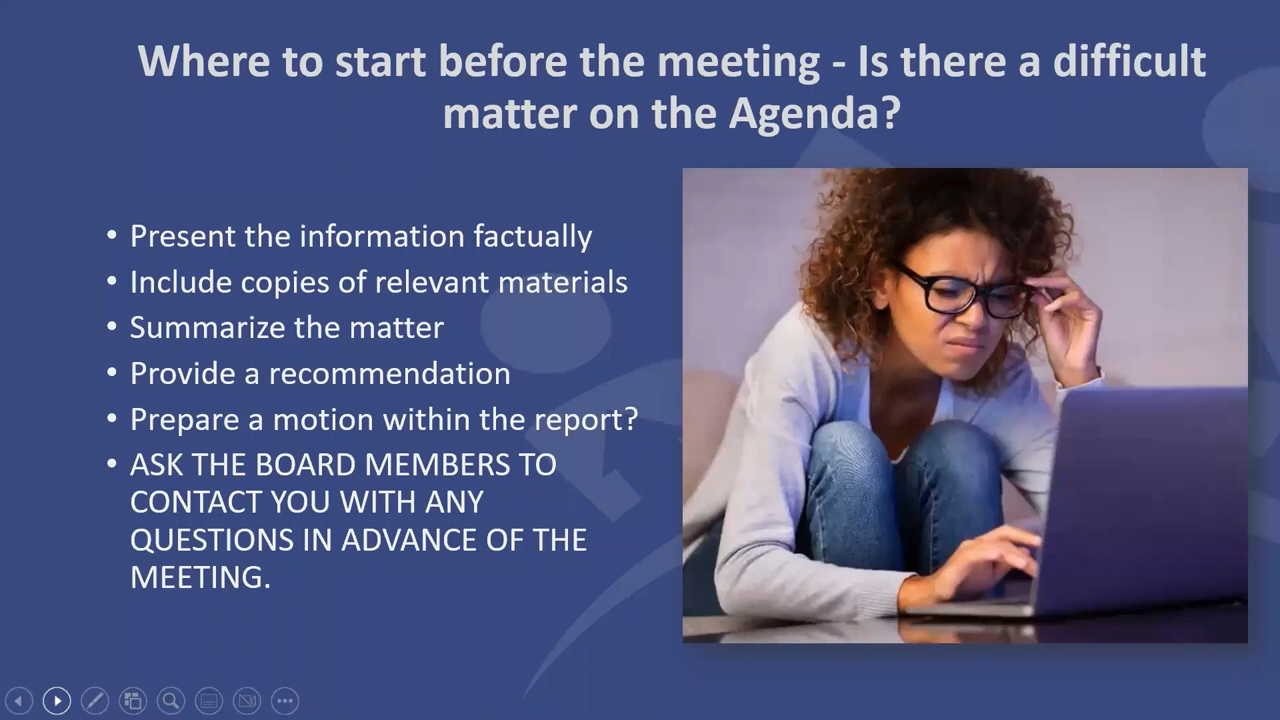 Where to start before the meeting - Is there a difficult
matter on the Agenda?
• Present the information factually
• Include copies of relevant materials
• Summarize the matter
• Provide a recommendation
• Prepare a motion within the report?
• ASK THE BOARD MEMBERS TO
CONTACT YOU WITH ANY
QUESTIONS IN ADVANCE OF THE
MEETING.